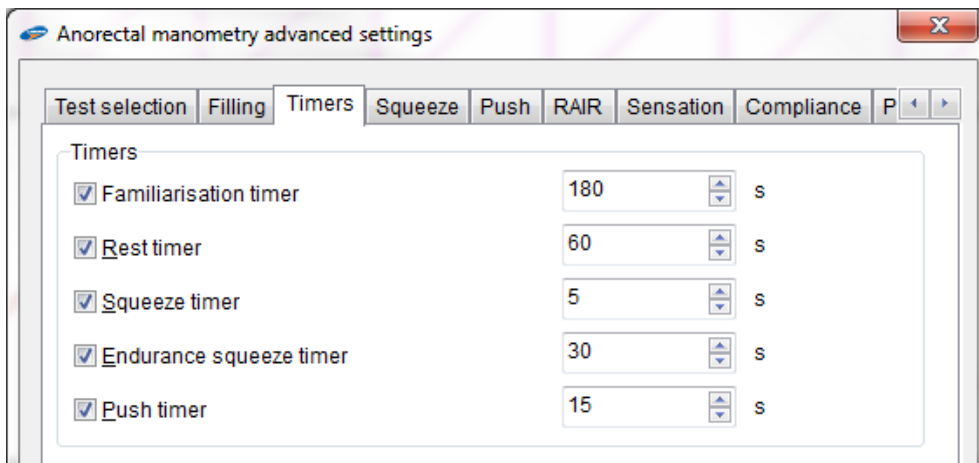 Anorectal manometry advanced settings
Test selection Filling Timers Squeeze Push RAIR Sensation Compliance P
Timers
Familiarisation timer 180 s
Rest timer 60 s
Squeeze timer 5 s
Endurance squeeze timer 30 s
Push timer 15 s